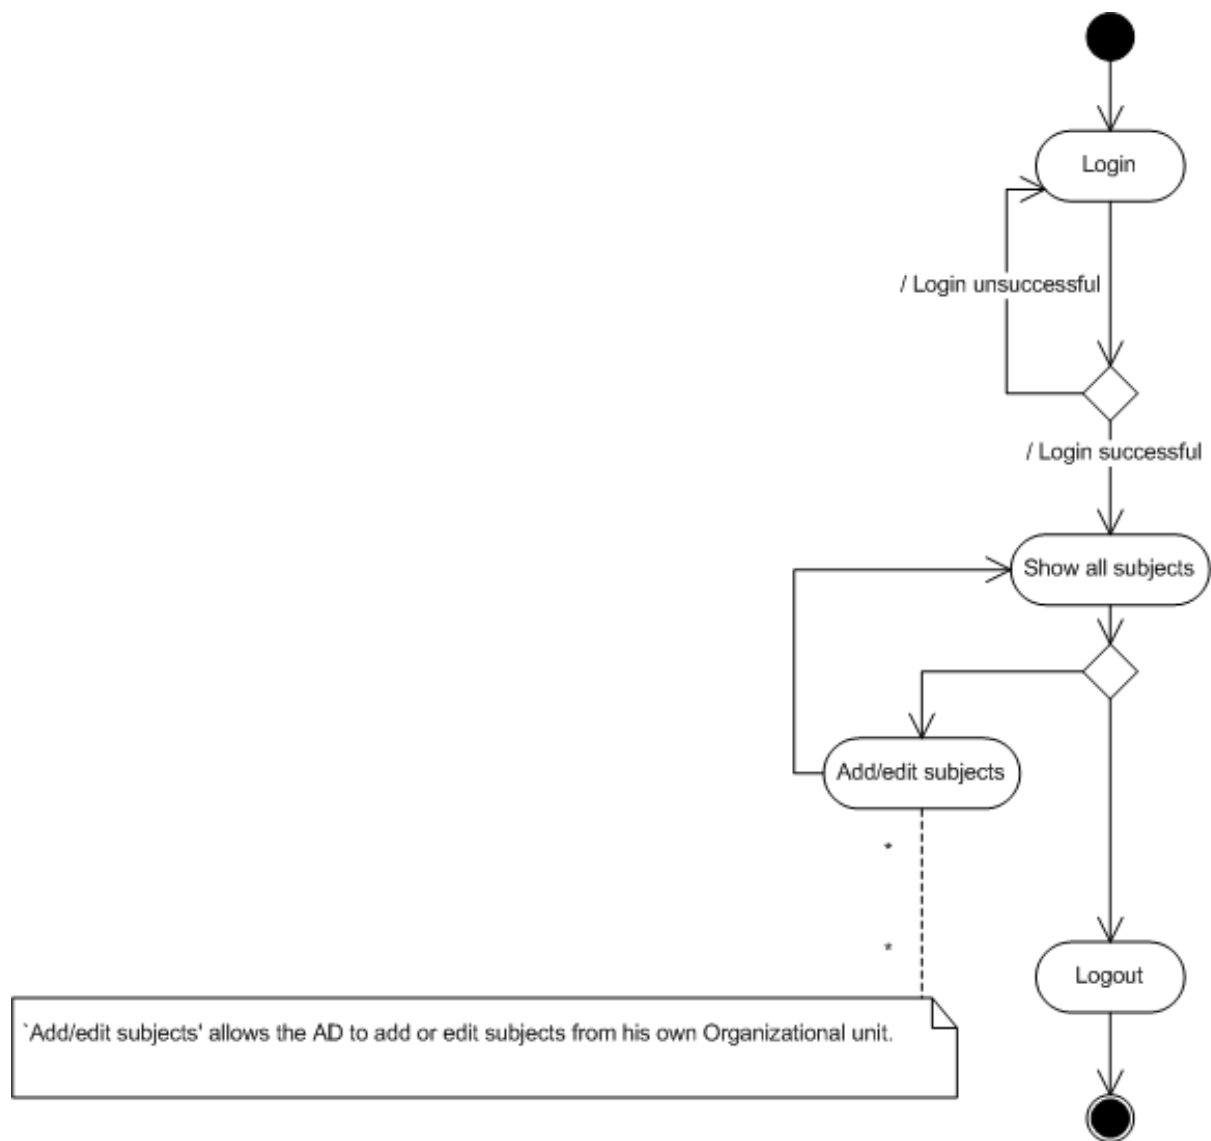 Login
/ Login unsuccessful
/ Login successful
Show all subjects
Add/edit subjects
*
*
Logout
`Add/edit subjects' allows the AD to add or edit subjects from his own Organizational unit.